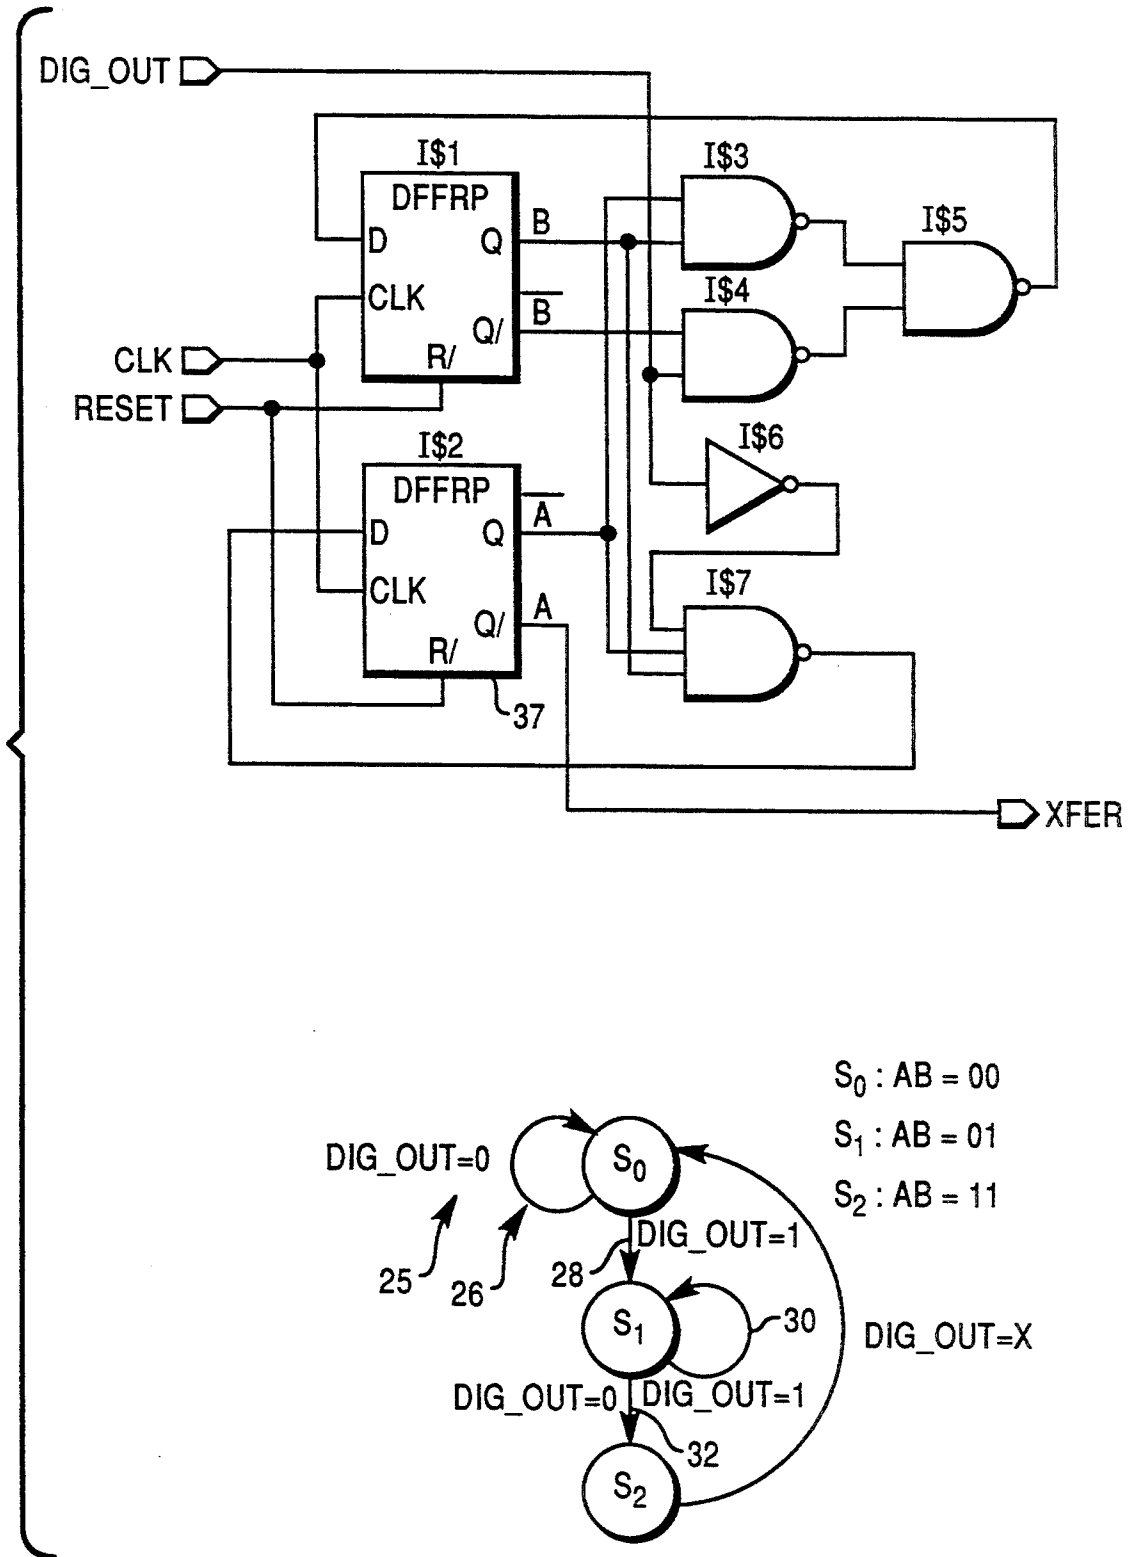 DIG_OUT
I$1
I$3
I$5
DFFRP
D
Q
B
CLK
Q/
B
R/
I$4
CLK
RESET
I$2
I$6
DFFRP
D
Q
A
CLK
Q/
A
R/
I$7
37
XFER
S0 : AB = 00
S1 : AB = 01
S2 : AB = 11
DIG_OUT=0
S0
25
26
28
DIG_OUT=1
S1
30
DIG_OUT=X
DIG_OUT=0
DIG_OUT=1
32
S2